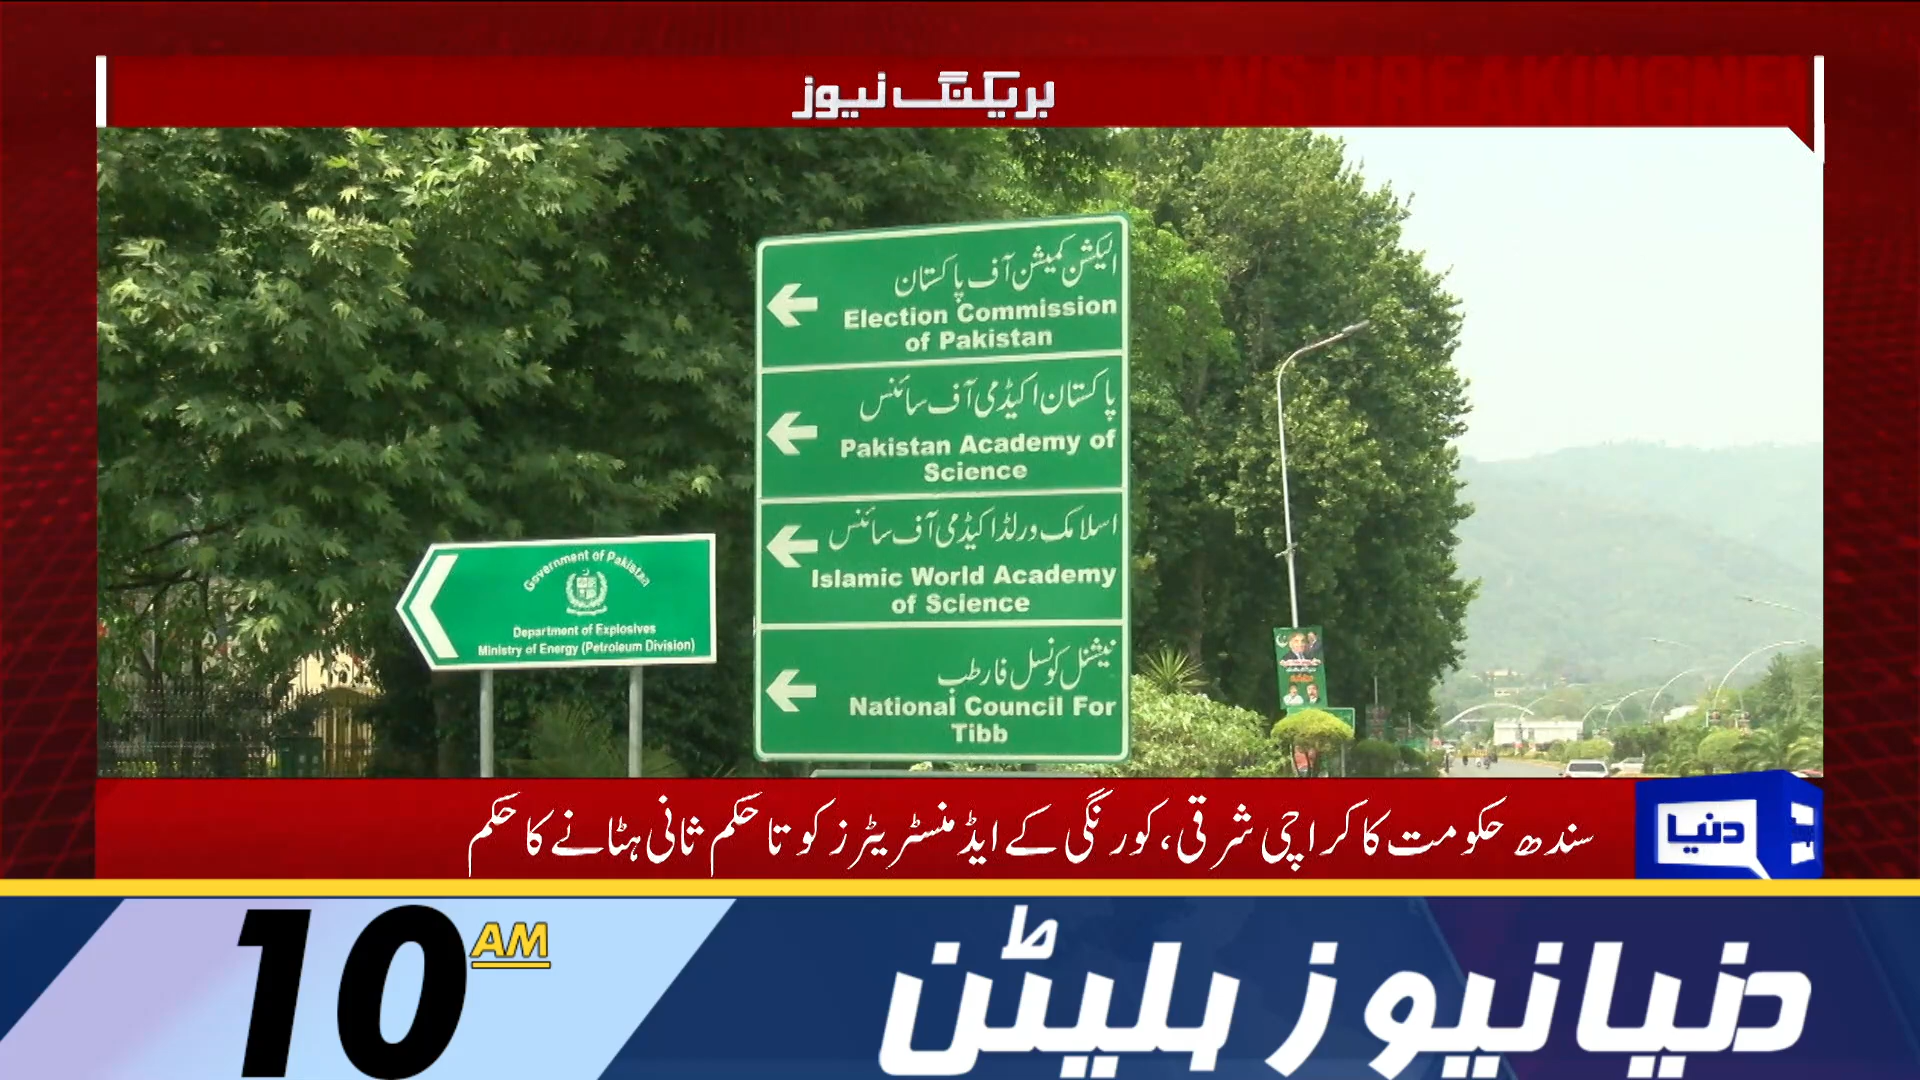 بریکنگ نیوز
الیکشن کمیشن آف پاکستان
Election Commission
of Pakistan
پاکستان اکیڈمی آف سائنس
Pakistan Academy of
Science
اسلامک ورلڈ اکیڈمی آف سائنس
Islamic World Academy
of Science
نیشنل کونسل فار طب
National Council For
Tibb
Government of Pakistan
Department of Explosives
Ministry of Energy (Petroleum Division)
سندھ حکومت کا کراچی شرقی، کورنگی کے ایڈمنسٹریٹرز کو تا حکم ثانی ہٹانے کا حکم
دنیا
10 AM
دنیا نیوز بلیٹن